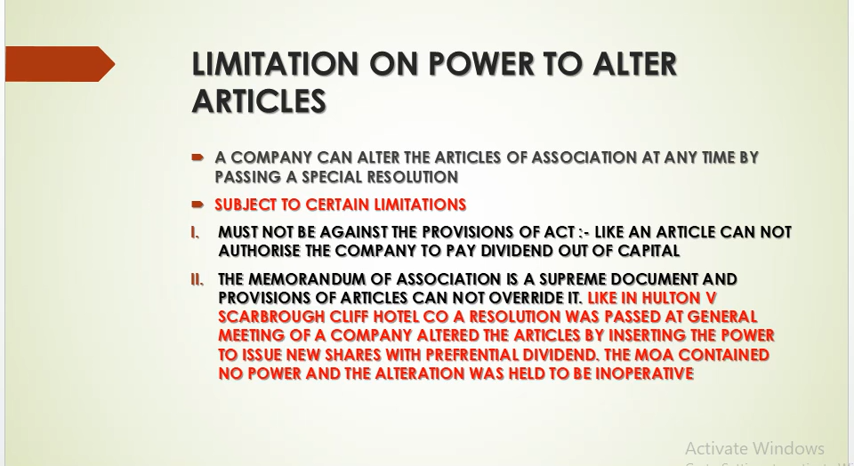 LIMITATION ON POWER TO ALTER
ARTICLES
A COMPANY CAN ALTER THE ARTICLES OF ASSOCIATION AT ANY TIME BY
PASSING A SPECIAL RESOLUTION
SUBJECT TO CERTAIN LIMITATIONS
I. MUST NOT BE AGAINST THE PROVISIONS OF ACT :- LIKE AN ARTICLE CAN NOT
AUTHORISE THE COMPANY TO PAY DIVIDEND OUT OF CAPITAL
II. THE MEMORANDUM OF ASSOCIATION IS A SUPREME DOCUMENT AND
PROVISIONS OF ARTICLES CAN NOT OVERRIDE IT. LIKE IN HULTON V
SCARBROUGH CLIFF HOTEL CO A RESOLUTION WAS PASSED AT GENERAL
MEETING OF A COMPANY ALTERED THE ARTICLES BY INSERTING THE POWER
TO ISSUE NEW SHARES WITH PREFRENTIAL DIVIDEND. THE MOA CONTAINED
NO POWER AND THE ALTERATION WAS HELD TO BE INOPERATIVE
Activate Windows